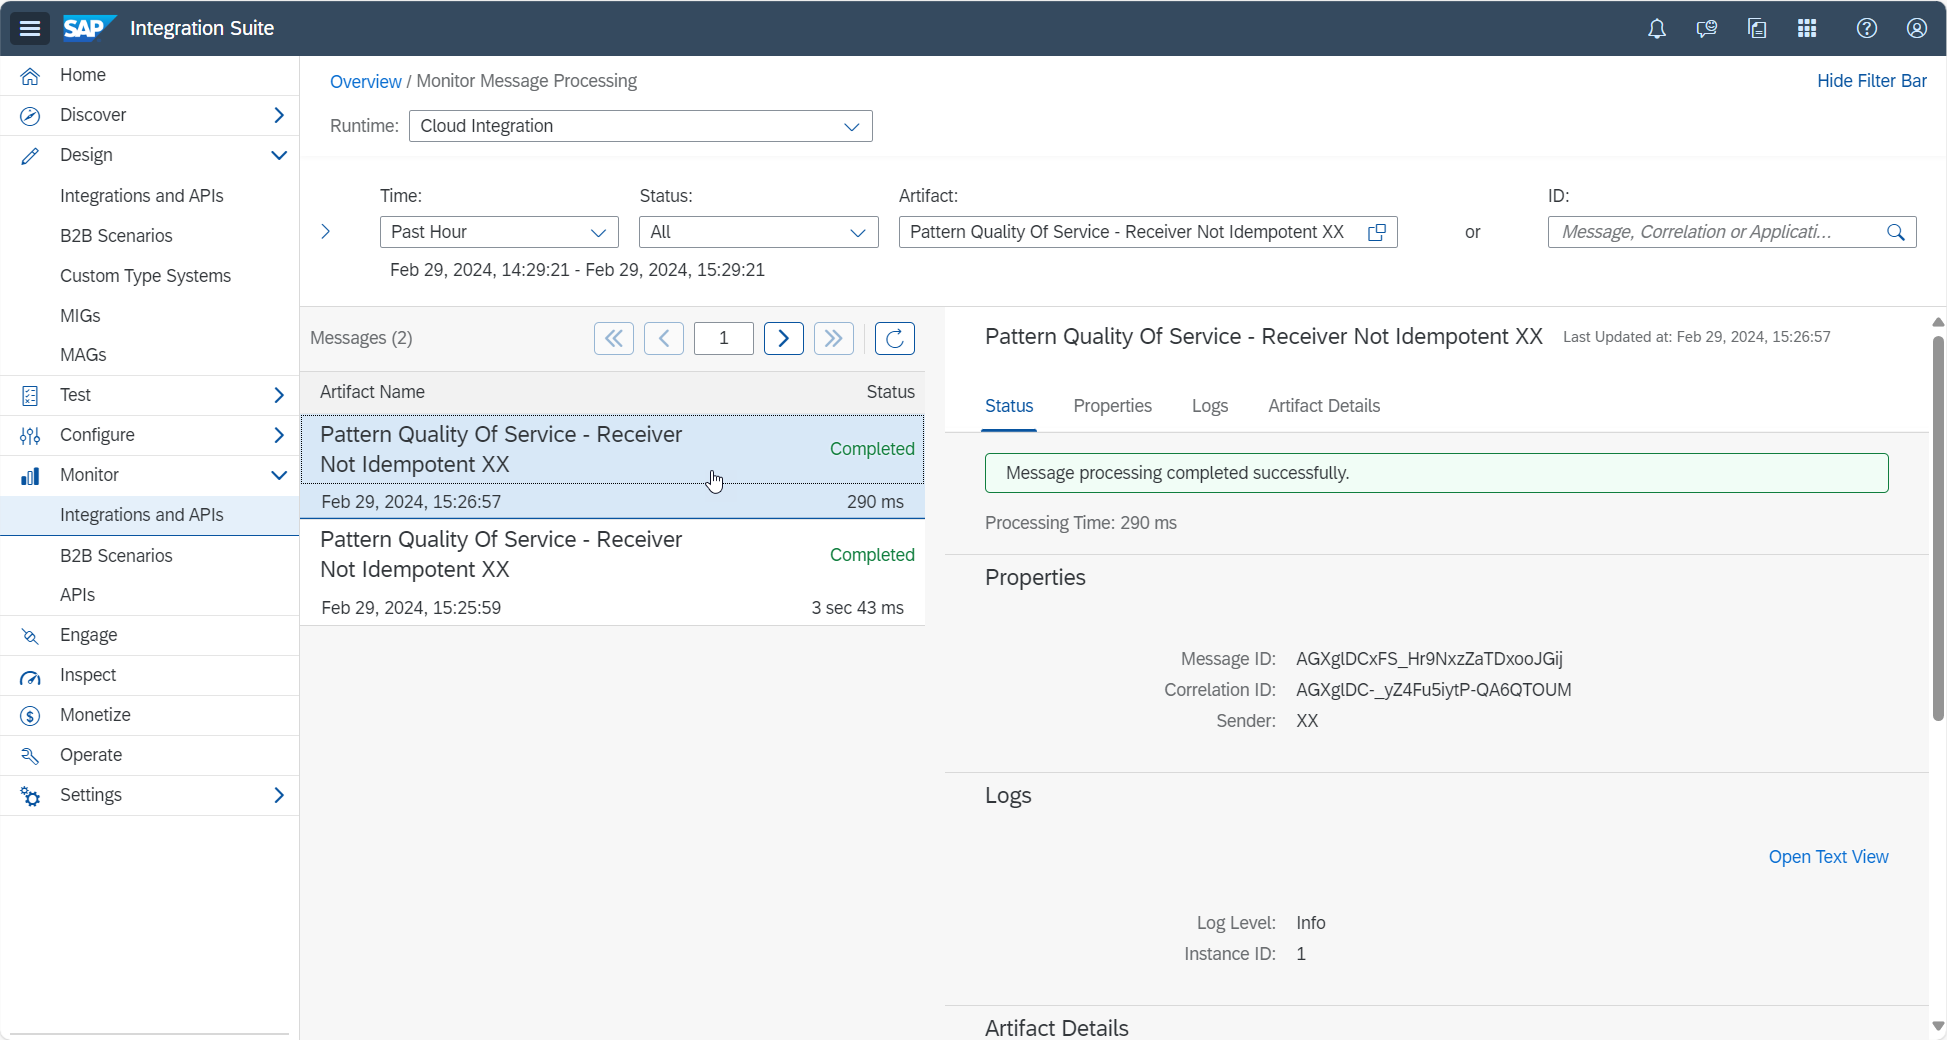 SAP Integration Suite
Home
Discover
Design
Integrations and APIs
B2B Scenarios
Custom Type Systems
MIGs
MAGs
Test
Configure
Monitor
Integrations and APIs
B2B Scenarios
APIs
Engage
Inspect
Monetize
Operate
Settings
Overview / Monitor Message Processing
Hide Filter Bar
Runtime: Cloud Integration
Time:
Past Hour
Status:
All
Artifact:
Pattern Quality Of Service - Receiver Not Idempotent XX
or
ID:
Message, Correlation or Applicati...
Feb 29, 2024, 14:29:21 - Feb 29, 2024, 15:29:21
Messages (2)
1
Artifact Name Status
Pattern Quality Of Service - Receiver
Not Idempotent XX
Completed
Feb 29, 2024, 15:26:57 290 ms
Pattern Quality Of Service - Receiver
Not Idempotent XX
Completed
Feb 29, 2024, 15:25:59 3 sec 43 ms
Pattern Quality Of Service - Receiver Not Idempotent XX Last Updated at: Feb 29, 2024, 15:26:57
Status Properties Logs Artifact Details
Message processing completed successfully.
Processing Time: 290 ms
Properties
Message ID: AGXglDCxFS_Hr9NxzZaTDxooJGij
Correlation ID: AGXglDC-_yZ4Fu5iytP-QA6QTOUM
Sender: XX
Logs
Open Text View
Log Level: Info
Instance ID: 1
Artifact Details